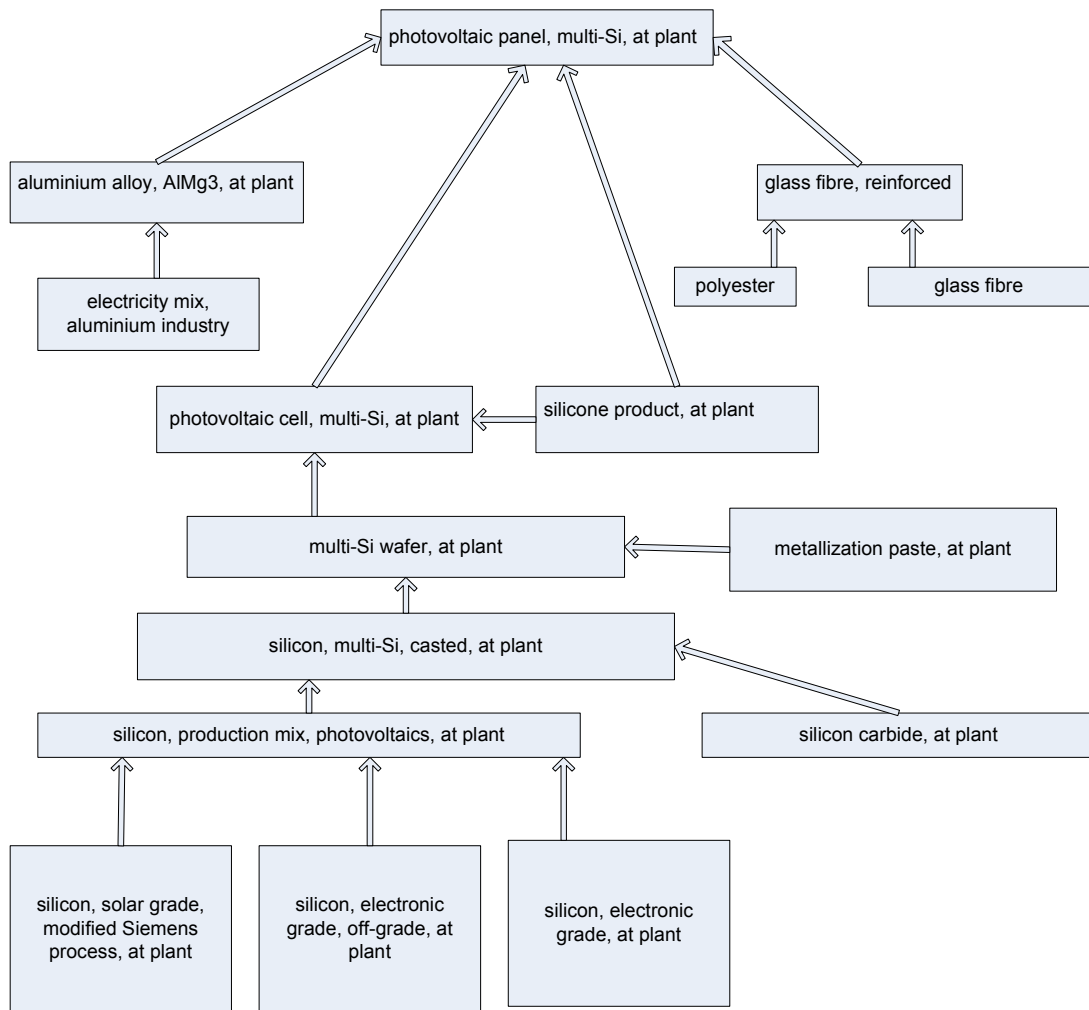 photovoltaic panel, multi-Si, at plant
aluminium alloy, AlMg3, at plant
glass fibre, reinforced
electricity mix,
aluminium industry
polyester
glass fibre
photovoltaic cell, multi-Si, at plant
silicone product, at plant
multi-Si wafer, at plant
metallization paste, at plant
silicon, multi-Si, casted, at plant
silicon, production mix, photovoltaics, at plant
silicon carbide, at plant
silicon, solar grade,
modified Siemens
process, at plant
silicon, electronic
grade, off-grade, at
plant
silicon, electronic
grade, at plant